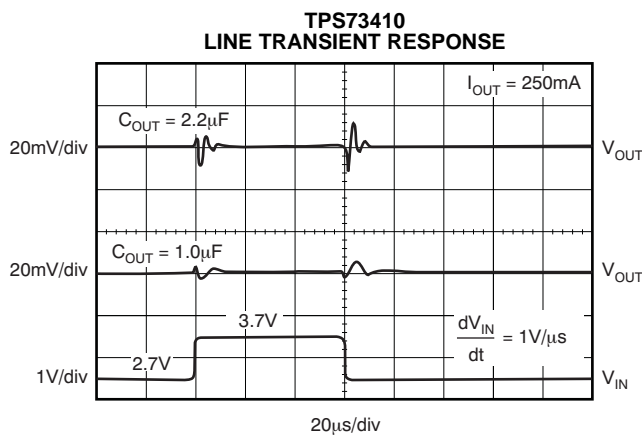 TPS73410
LINE TRANSIENT RESPONSE
I_OUT = 250mA
C_OUT = 2.2μF
20mV/div
V_OUT
C_OUT = 1.0μF
20mV/div
V_OUT
3.7V
dV_IN
dt
= 1V/μs
2.7V
1V/div
V_IN
20μs/div